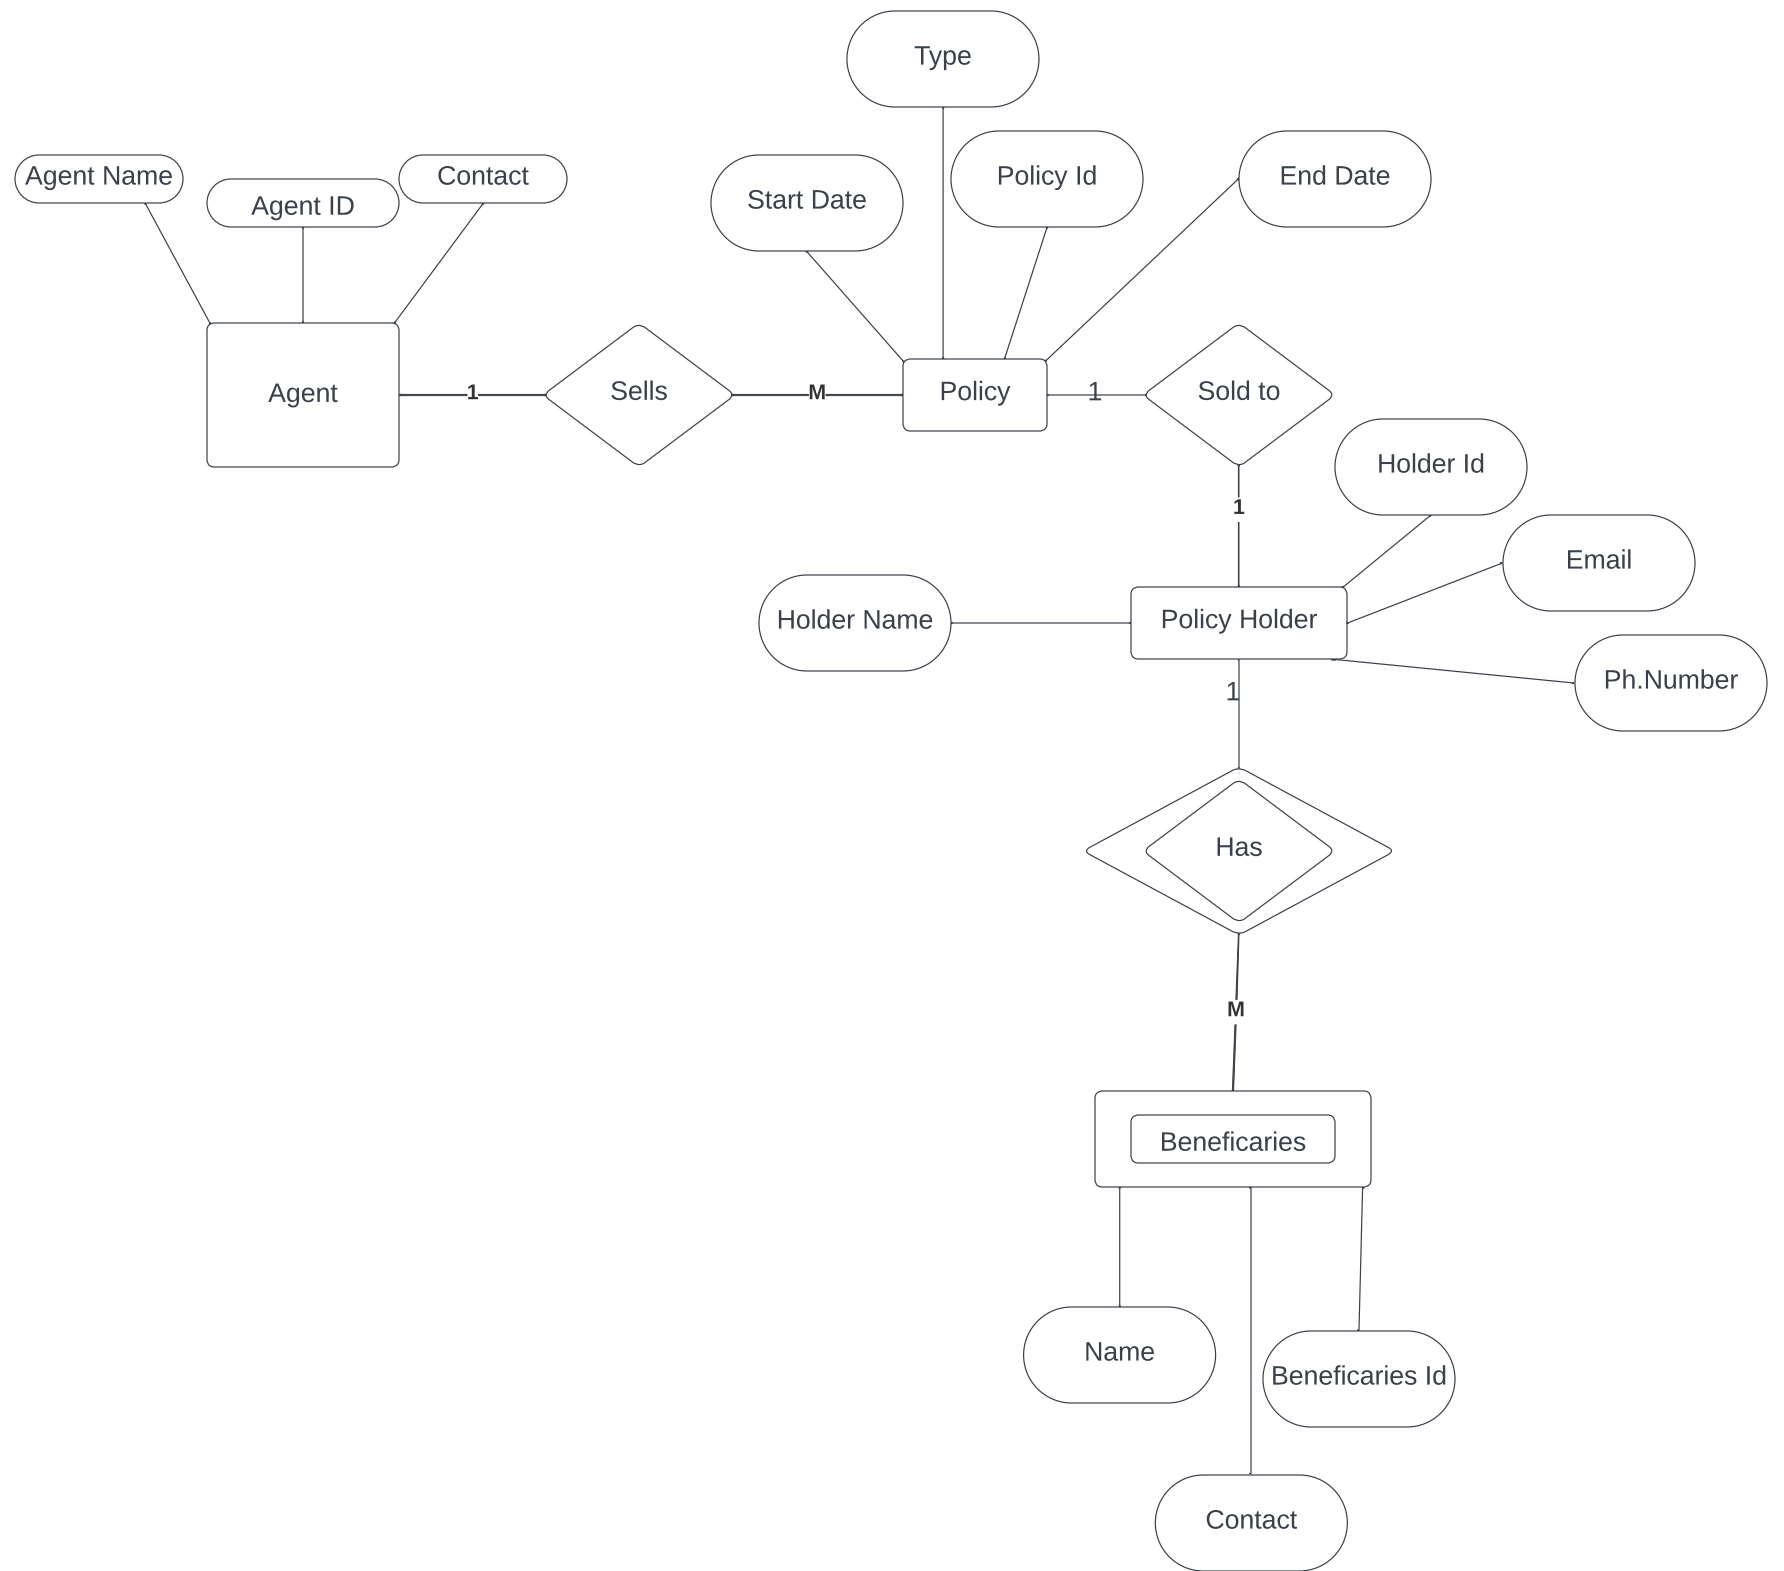 Type
Agent Name
Agent ID
Contact
Start Date
Policy Id
End Date
Agent
1
Sells
M
Policy
1
Sold to
1
Holder Id
Email
Holder Name
Policy Holder
Ph.Number
1
Has
M
Beneficaries
Name
Beneficaries Id
Contact